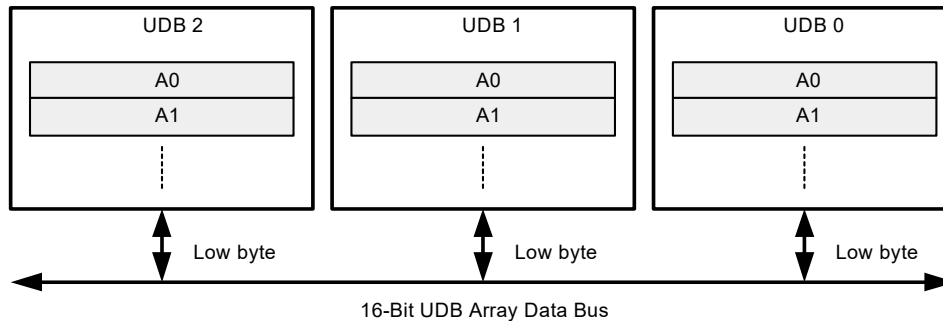 UDB 2 UDB 1 UDB 0
A0 A0 A0
A1 A1 A1
Low byte Low byte Low byte
16-Bit UDB Array Data Bus